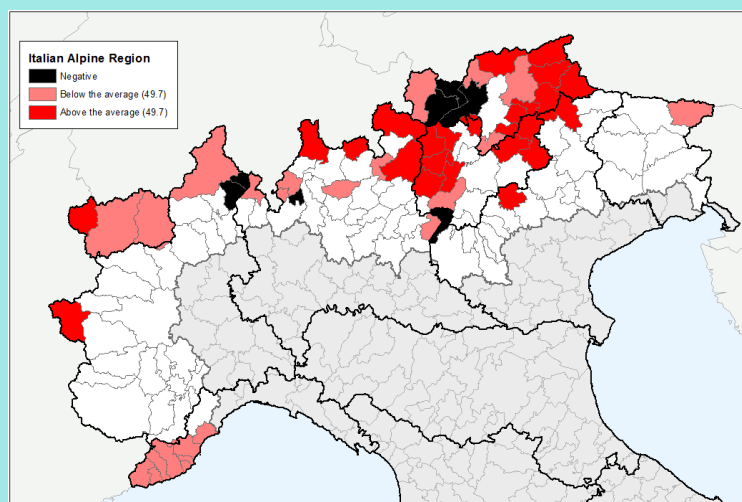 Italian Alpine Region
Negative
Below the average (49.7)
Above the average (49.7)